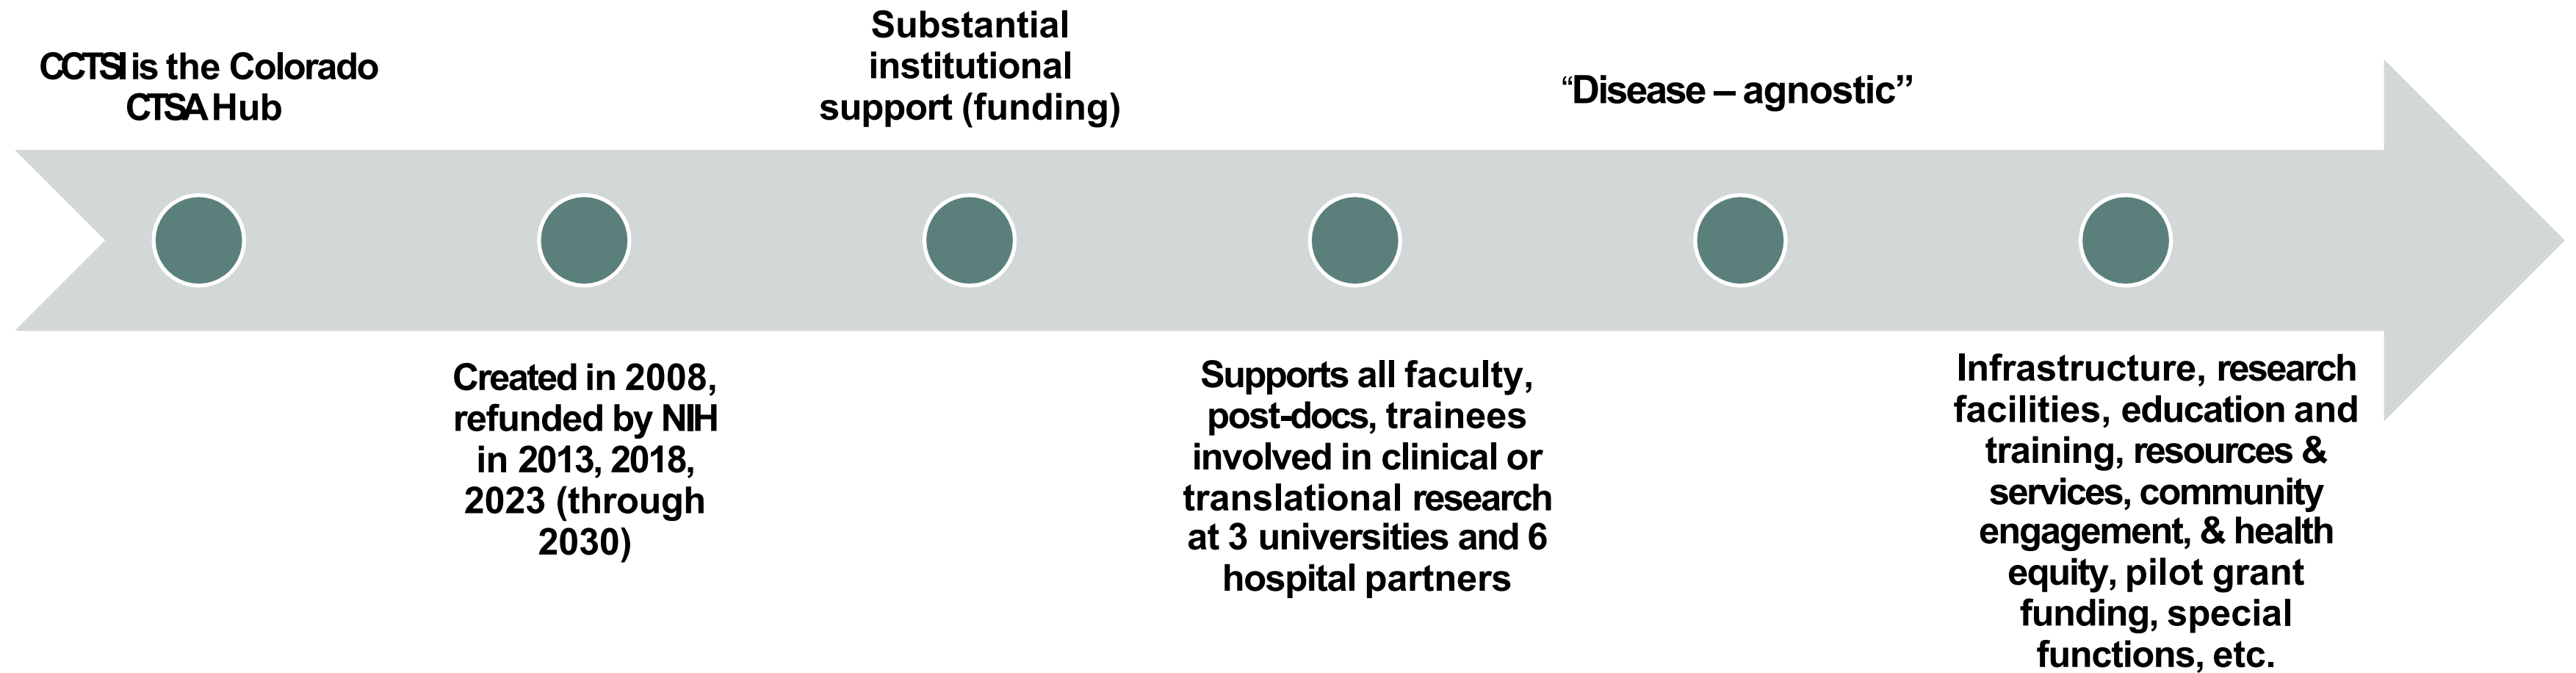 CCTSI is the Colorado
CTSA Hub
Created in 2008,
refunded by NIH
in 2013, 2018,
2023 (through
2030)
Substantial
institutional
support (funding)
Supports all faculty,
post-docs, trainees
involved in clinical or
translational research
at 3 universities and 6
hospital partners
“Disease – agnostic”
Infrastructure, research
facilities, education and
training, resources &
services, community
engagement, & health
equity, pilot grant
funding, special
functions, etc.